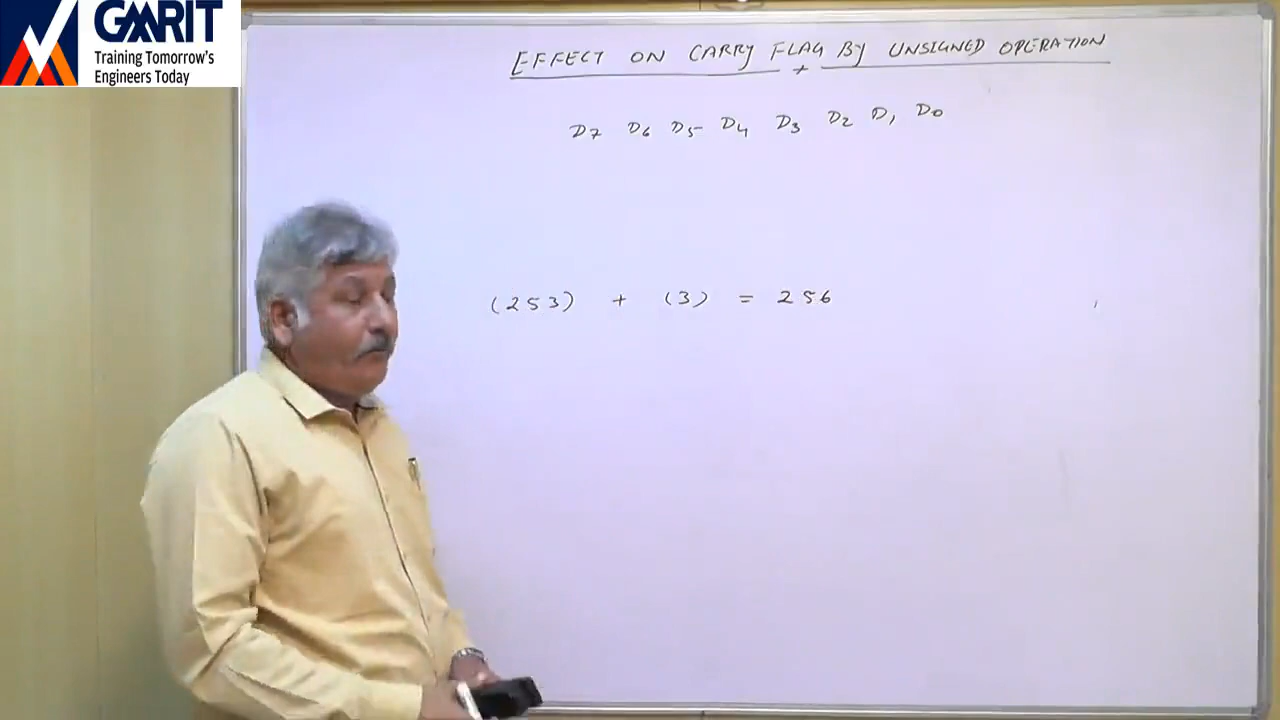 GMRIT
Training Tomorrow's
Engineers Today
EFFECT ON CARRY FLAG By UNSIGNED OPERATION
D7 D6 D5 D4 D3 D2 D1 D0
(253) + (3) = 256